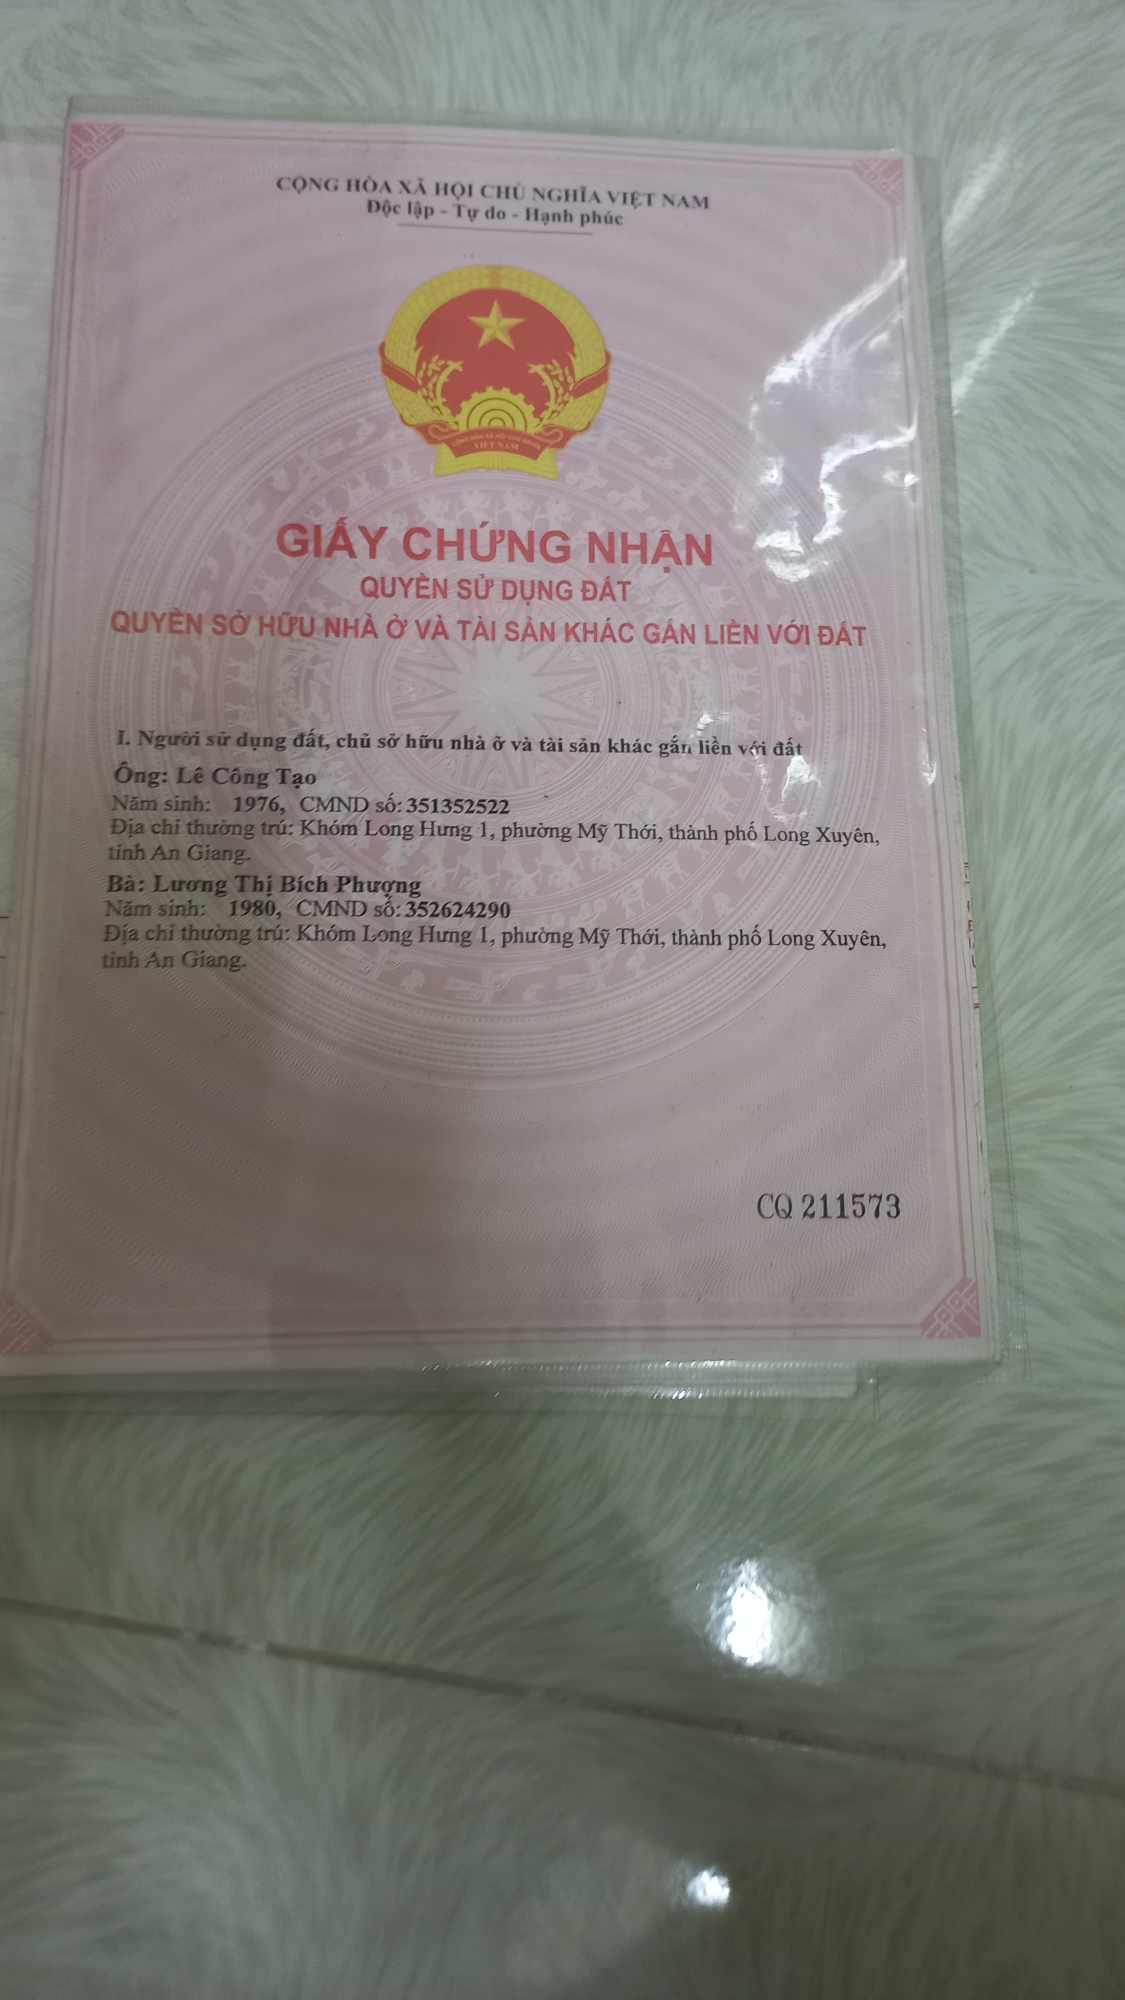 CỘNG HÒA XÃ HỘI CHỦ NGHĨA VIỆT NAM
Độc lập - Tự do - Hạnh phúc
VIỆT NAM
GIẤY CHỨNG NHẬN
QUYỀN SỬ DỤNG ĐẤT
QUYỀN SỞ HỮU NHÀ Ở VÀ TÀI SẢN KHÁC GẮN LIỀN VỚI ĐẤT
I. Người sử dụng đất, chủ sở hữu nhà ở và tài sản khác gắn liền với đất
Ông: Lê Công Tạo
Năm sinh: 1976, CMND số: 351352522
Địa chỉ thường trú: Khóm Long Hưng 1, phường Mỹ Thới, thành phố Long Xuyên,
tỉnh An Giang.
Bà: Lương Thị Bích Phượng
Năm sinh: 1980, CMND số: 352624290
Địa chỉ thường trú: Khóm Long Hưng 1, phường Mỹ Thới, thành phố Long Xuyên,
tỉnh An Giang.
CQ 211573